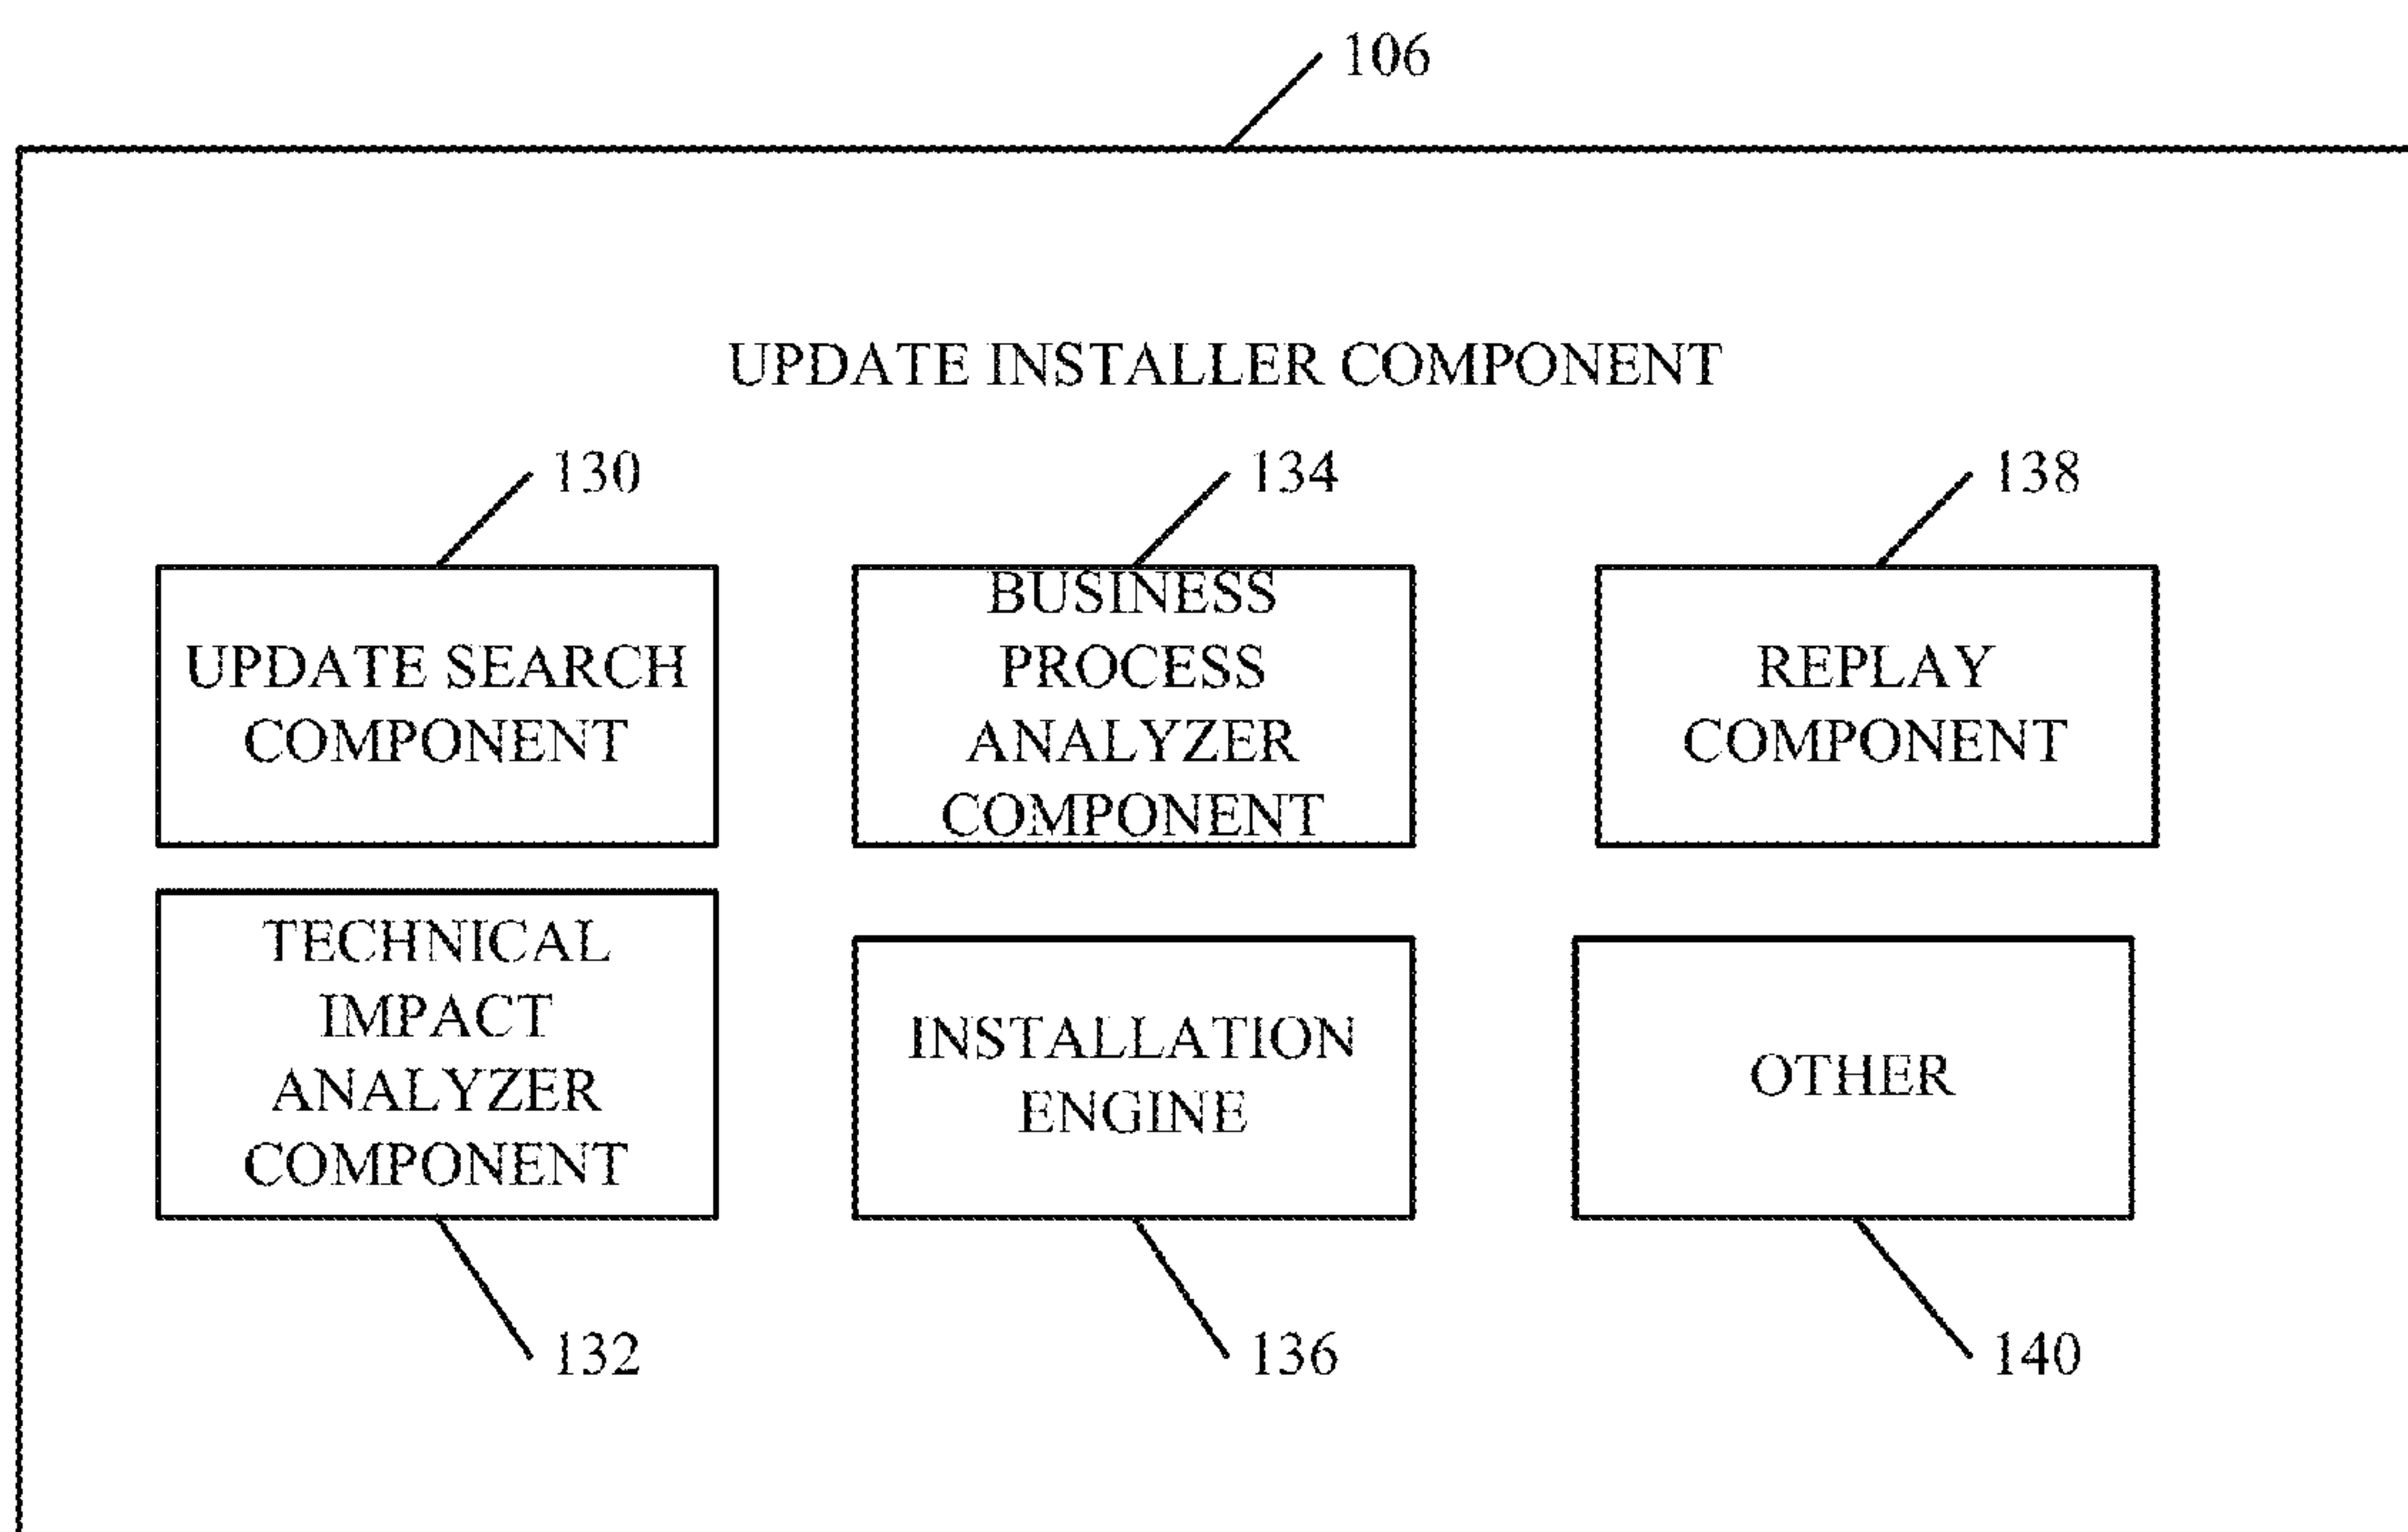 106
UPDATE INSTALLER COMPONENT
130
134
138
UPDATE SEARCH
COMPONENT
BUSINESS
PROCESS
ANALYZER
COMPONENT
REPLAY
COMPONENT
TECHNICAL
IMPACT
ANALYZER
COMPONENT
INSTALLATION
ENGINE
OTHER
132
136
140